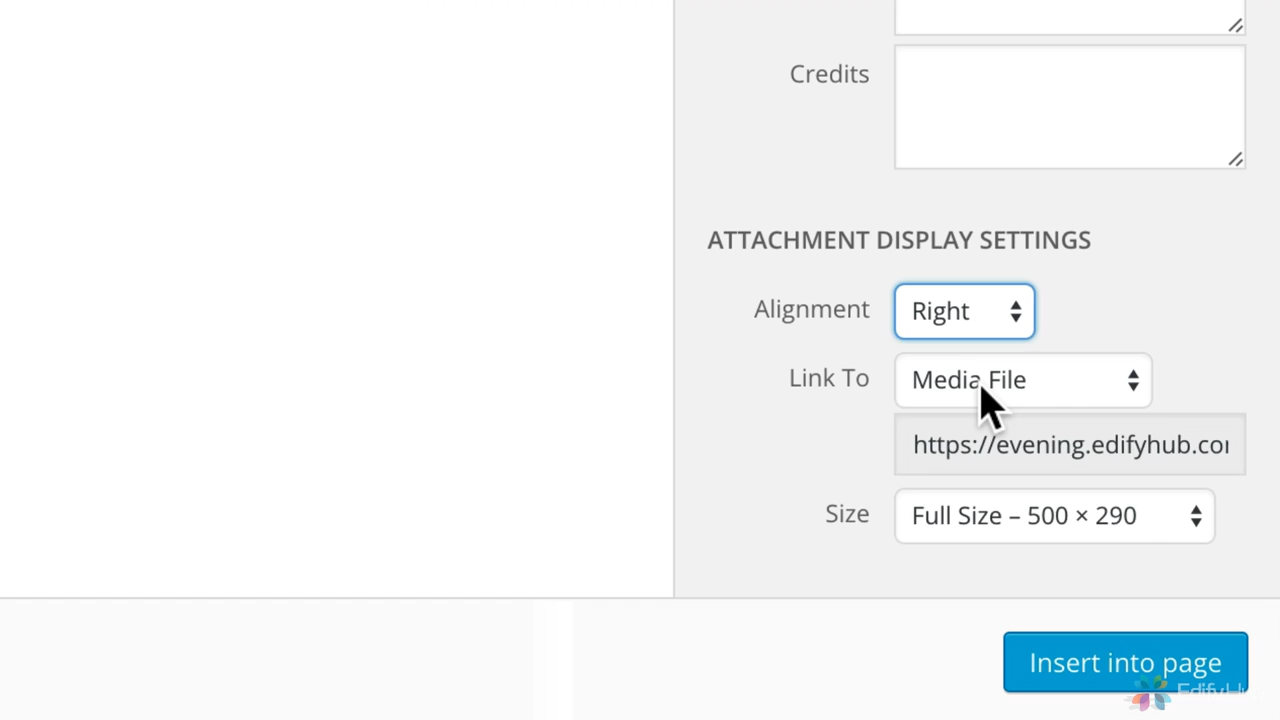 Credits
ATTACHMENT DISPLAY SETTINGS
Alignment Right
Link To Media File
https://evening.edifyhub.co
Size Full Size – 500 × 290
Insert into page